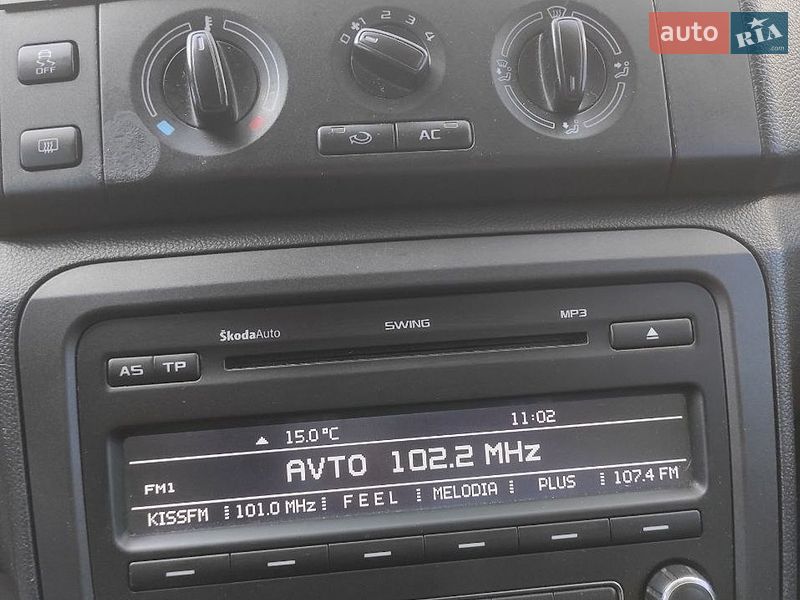 auto RIA .com
OFF
0 1 2 3 4
AC
ŠkodaAuto SWING MP3
AS TP
15.0°C 11:02
AVTO 102.2 MHz
FM1
KISSFM 101.0 MHz FEEL MELODIA PLUS 107.4 FM